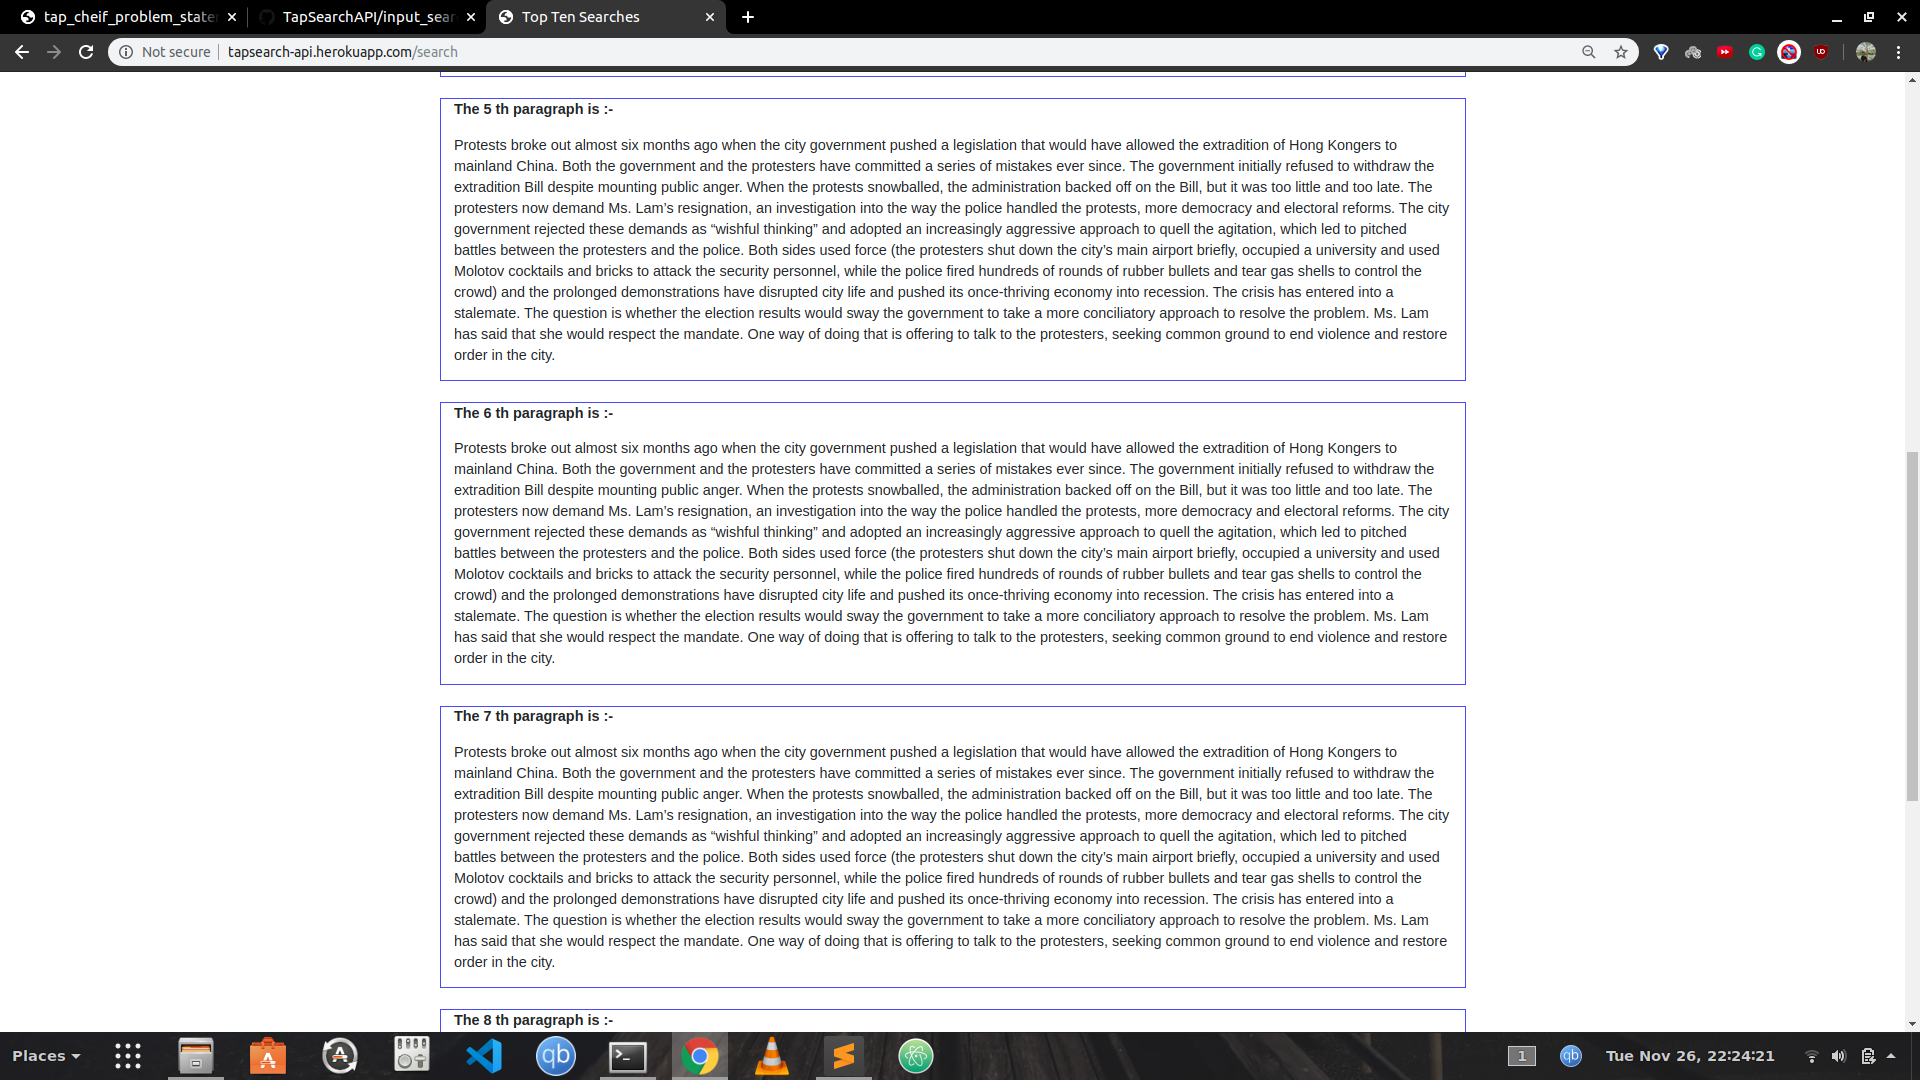 tap_cheif_problem_state
TapSearchAPI/input_sear
Top Ten Searches
Not secure
tapsearch-api.herokuapp.com/search
The 5 th paragraph is :-
Protests broke out almost six months ago when the city government pushed a legislation that would have allowed the extradition of Hong Kongers to
mainland China. Both the government and the protesters have committed a series of mistakes ever since. The government initially refused to withdraw the
extradition Bill despite mounting public anger. When the protests snowballed, the administration backed off on the Bill, but it was too little and too late. The
protesters now demand Ms. Lam’s resignation, an investigation into the way the police handled the protests, more democracy and electoral reforms. The city
government rejected these demands as “wishful thinking” and adopted an increasingly aggressive approach to quell the agitation, which led to pitched
battles between the protesters and the police. Both sides used force (the protesters shut down the city’s main airport briefly, occupied a university and used
Molotov cocktails and bricks to attack the security personnel, while the police fired hundreds of rounds of rubber bullets and tear gas shells to control the
crowd) and the prolonged demonstrations have disrupted city life and pushed its once-thriving economy into recession. The crisis has entered into a
stalemate. The question is whether the election results would sway the government to take a more conciliatory approach to resolve the problem. Ms. Lam
has said that she would respect the mandate. One way of doing that is offering to talk to the protesters, seeking common ground to end violence and restore
order in the city.
The 6 th paragraph is :-
Protests broke out almost six months ago when the city government pushed a legislation that would have allowed the extradition of Hong Kongers to
mainland China. Both the government and the protesters have committed a series of mistakes ever since. The government initially refused to withdraw the
extradition Bill despite mounting public anger. When the protests snowballed, the administration backed off on the Bill, but it was too little and too late. The
protesters now demand Ms. Lam’s resignation, an investigation into the way the police handled the protests, more democracy and electoral reforms. The city
government rejected these demands as “wishful thinking” and adopted an increasingly aggressive approach to quell the agitation, which led to pitched
battles between the protesters and the police. Both sides used force (the protesters shut down the city’s main airport briefly, occupied a university and used
Molotov cocktails and bricks to attack the security personnel, while the police fired hundreds of rounds of rubber bullets and tear gas shells to control the
crowd) and the prolonged demonstrations have disrupted city life and pushed its once-thriving economy into recession. The crisis has entered into a
stalemate. The question is whether the election results would sway the government to take a more conciliatory approach to resolve the problem. Ms. Lam
has said that she would respect the mandate. One way of doing that is offering to talk to the protesters, seeking common ground to end violence and restore
order in the city.
The 7 th paragraph is :-
Protests broke out almost six months ago when the city government pushed a legislation that would have allowed the extradition of Hong Kongers to
mainland China. Both the government and the protesters have committed a series of mistakes ever since. The government initially refused to withdraw the
extradition Bill despite mounting public anger. When the protests snowballed, the administration backed off on the Bill, but it was too little and too late. The
protesters now demand Ms. Lam’s resignation, an investigation into the way the police handled the protests, more democracy and electoral reforms. The city
government rejected these demands as “wishful thinking” and adopted an increasingly aggressive approach to quell the agitation, which led to pitched
battles between the protesters and the police. Both sides used force (the protesters shut down the city’s main airport briefly, occupied a university and used
Molotov cocktails and bricks to attack the security personnel, while the police fired hundreds of rounds of rubber bullets and tear gas shells to control the
crowd) and the prolonged demonstrations have disrupted city life and pushed its once-thriving economy into recession. The crisis has entered into a
stalemate. The question is whether the election results would sway the government to take a more conciliatory approach to resolve the problem. Ms. Lam
has said that she would respect the mandate. One way of doing that is offering to talk to the protesters, seeking common ground to end violence and restore
order in the city.
The 8 th paragraph is :-
Places
qb
1
qb
Tue Nov 26, 22:24:21